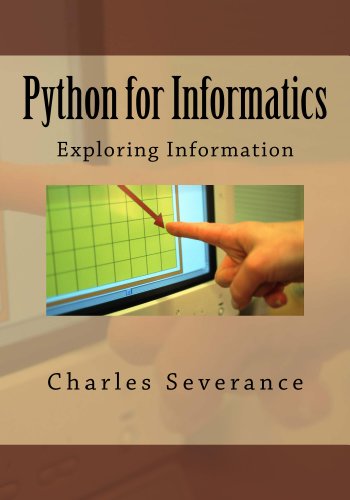 Python for Informatics
Exploring Information
Charles Severance